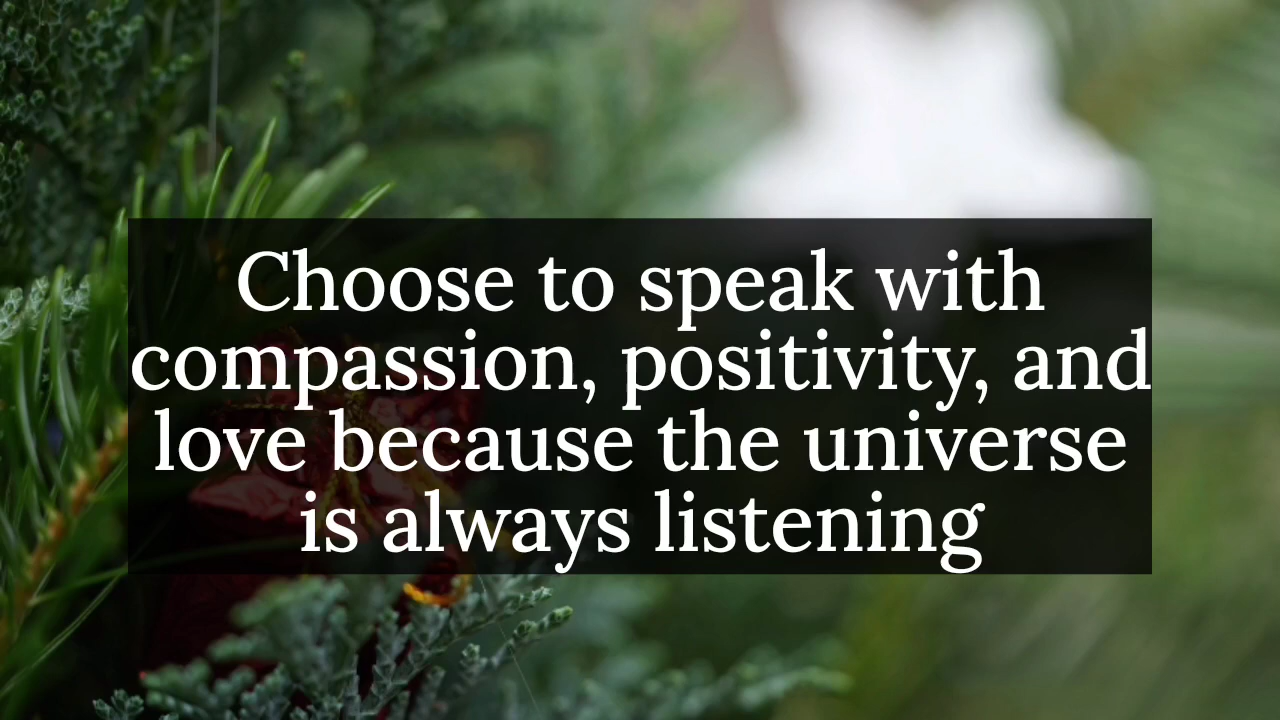 Choose to speak with
compassion, positivity, and
love because the universe
is always listening